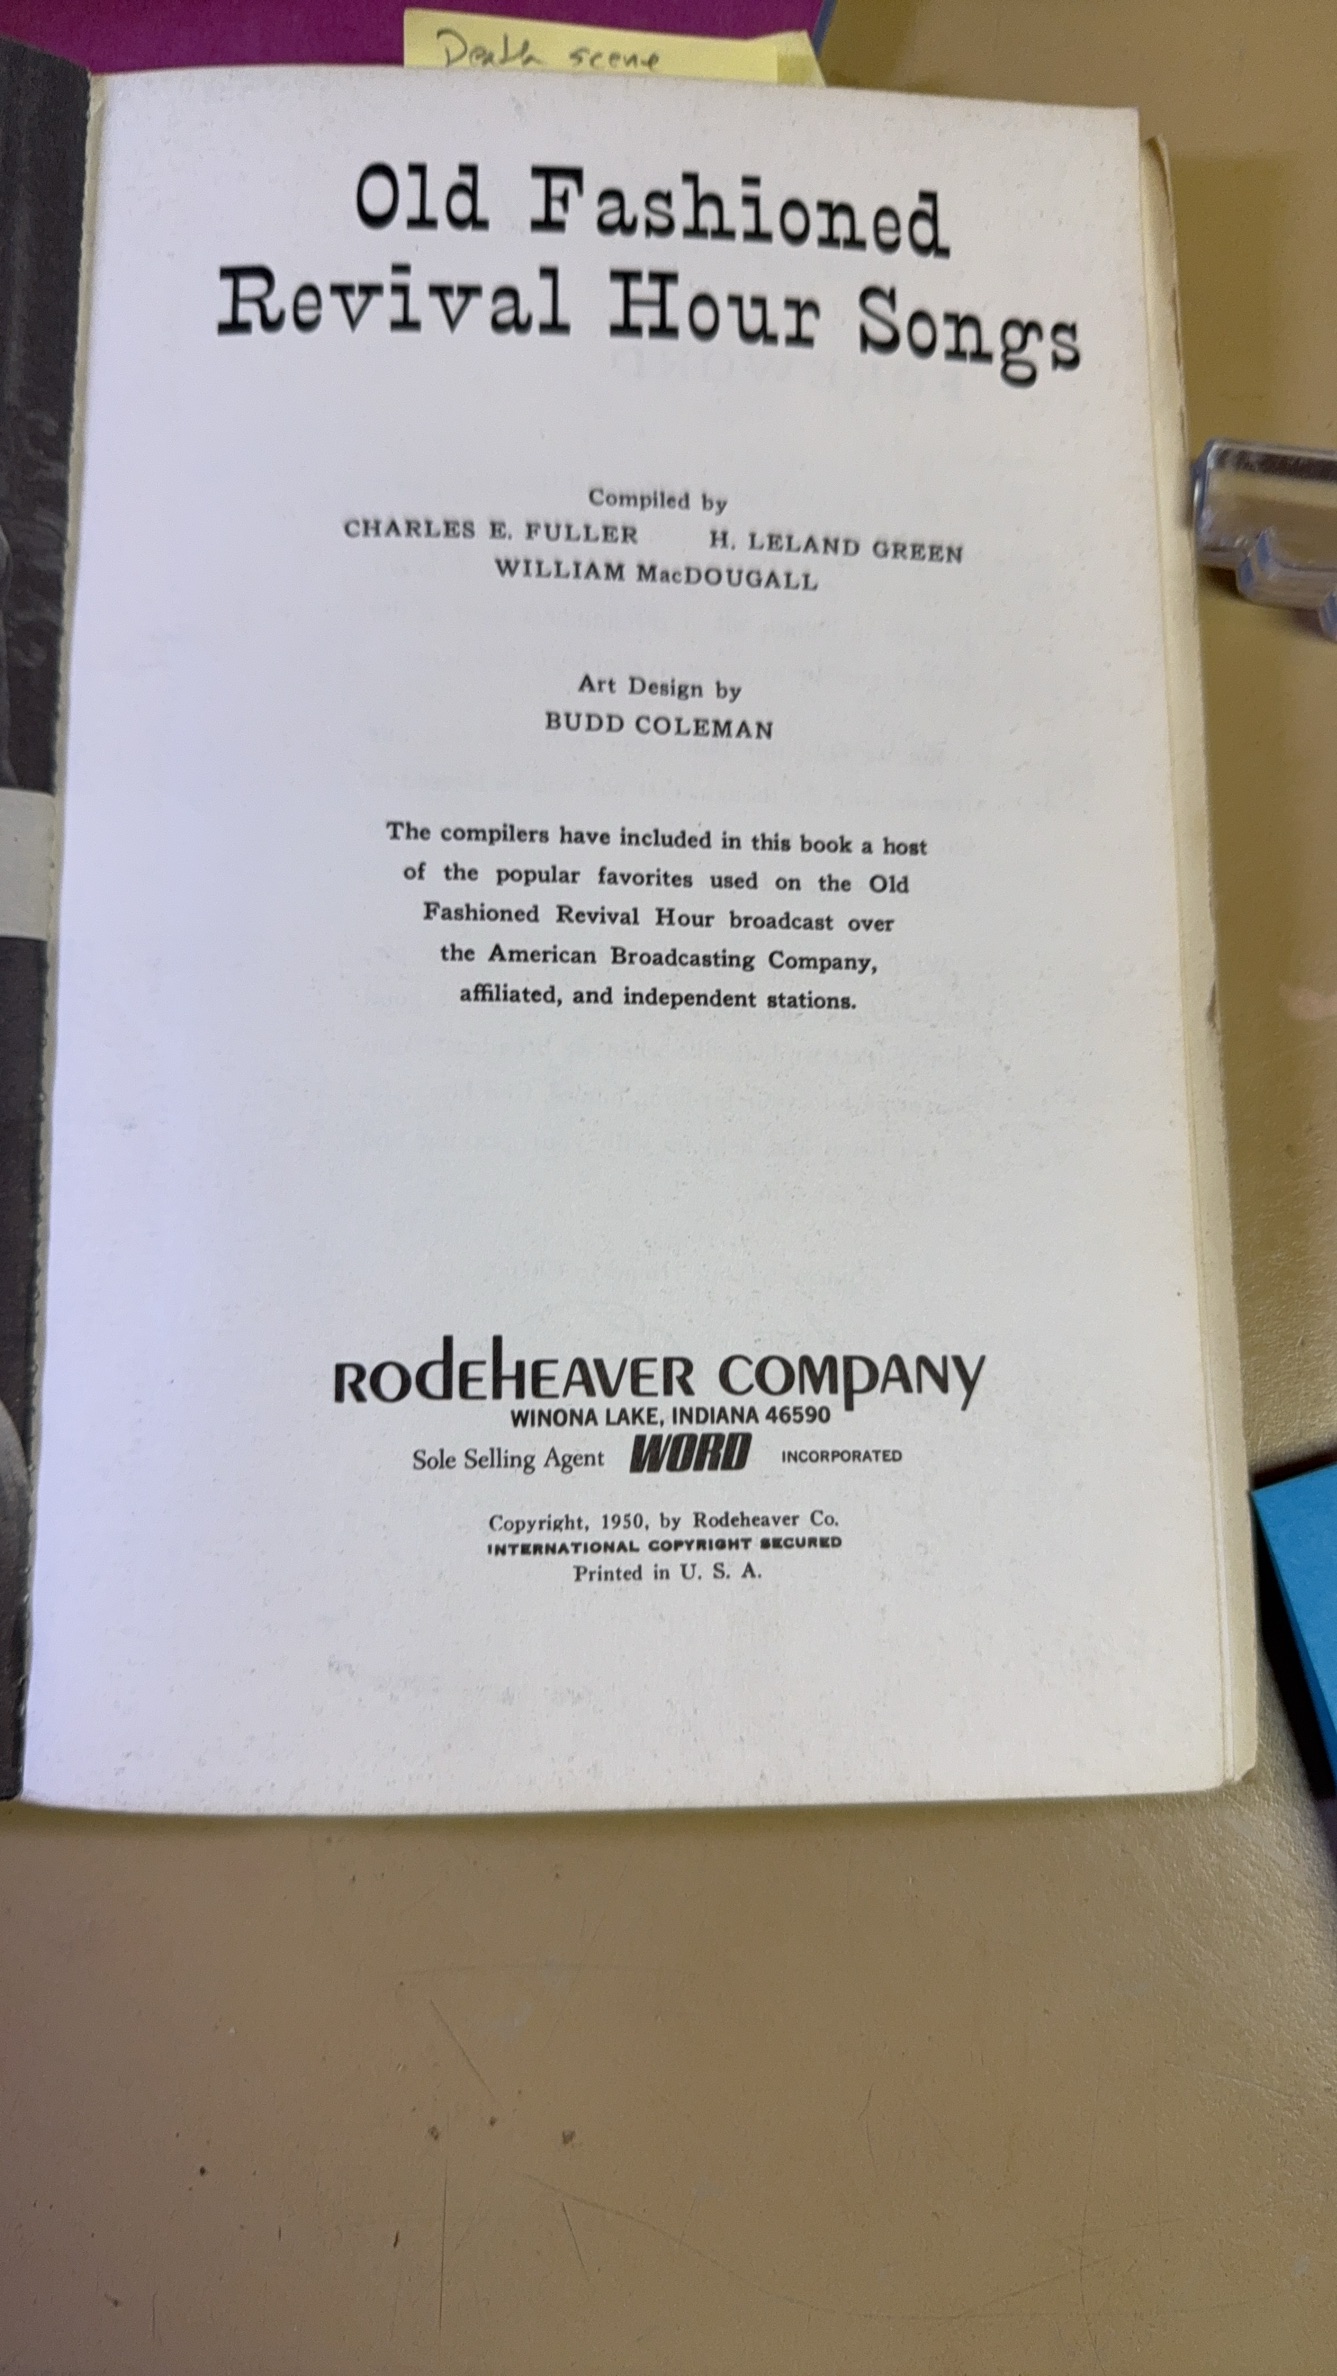 Death scene
Old Fashioned
Revival Hour Songs
Compiled by
CHARLES E. FULLER H. LELAND GREEN
WILLIAM MacDOUGALL
Art Design by
BUDD COLEMAN
The compilers have included in this book a host
of the popular favorites used on the Old
Fashioned Revival Hour broadcast over
the American Broadcasting Company,
affiliated, and independent stations.
RODEHEAVER COMPANY
WINONA LAKE, INDIANA 46590
Sole Selling Agent WORD INCORPORATED
Copyright, 1950, by Rodeheaver Co.
INTERNATIONAL COPYRIGHT SECURED
Printed in U. S. A.